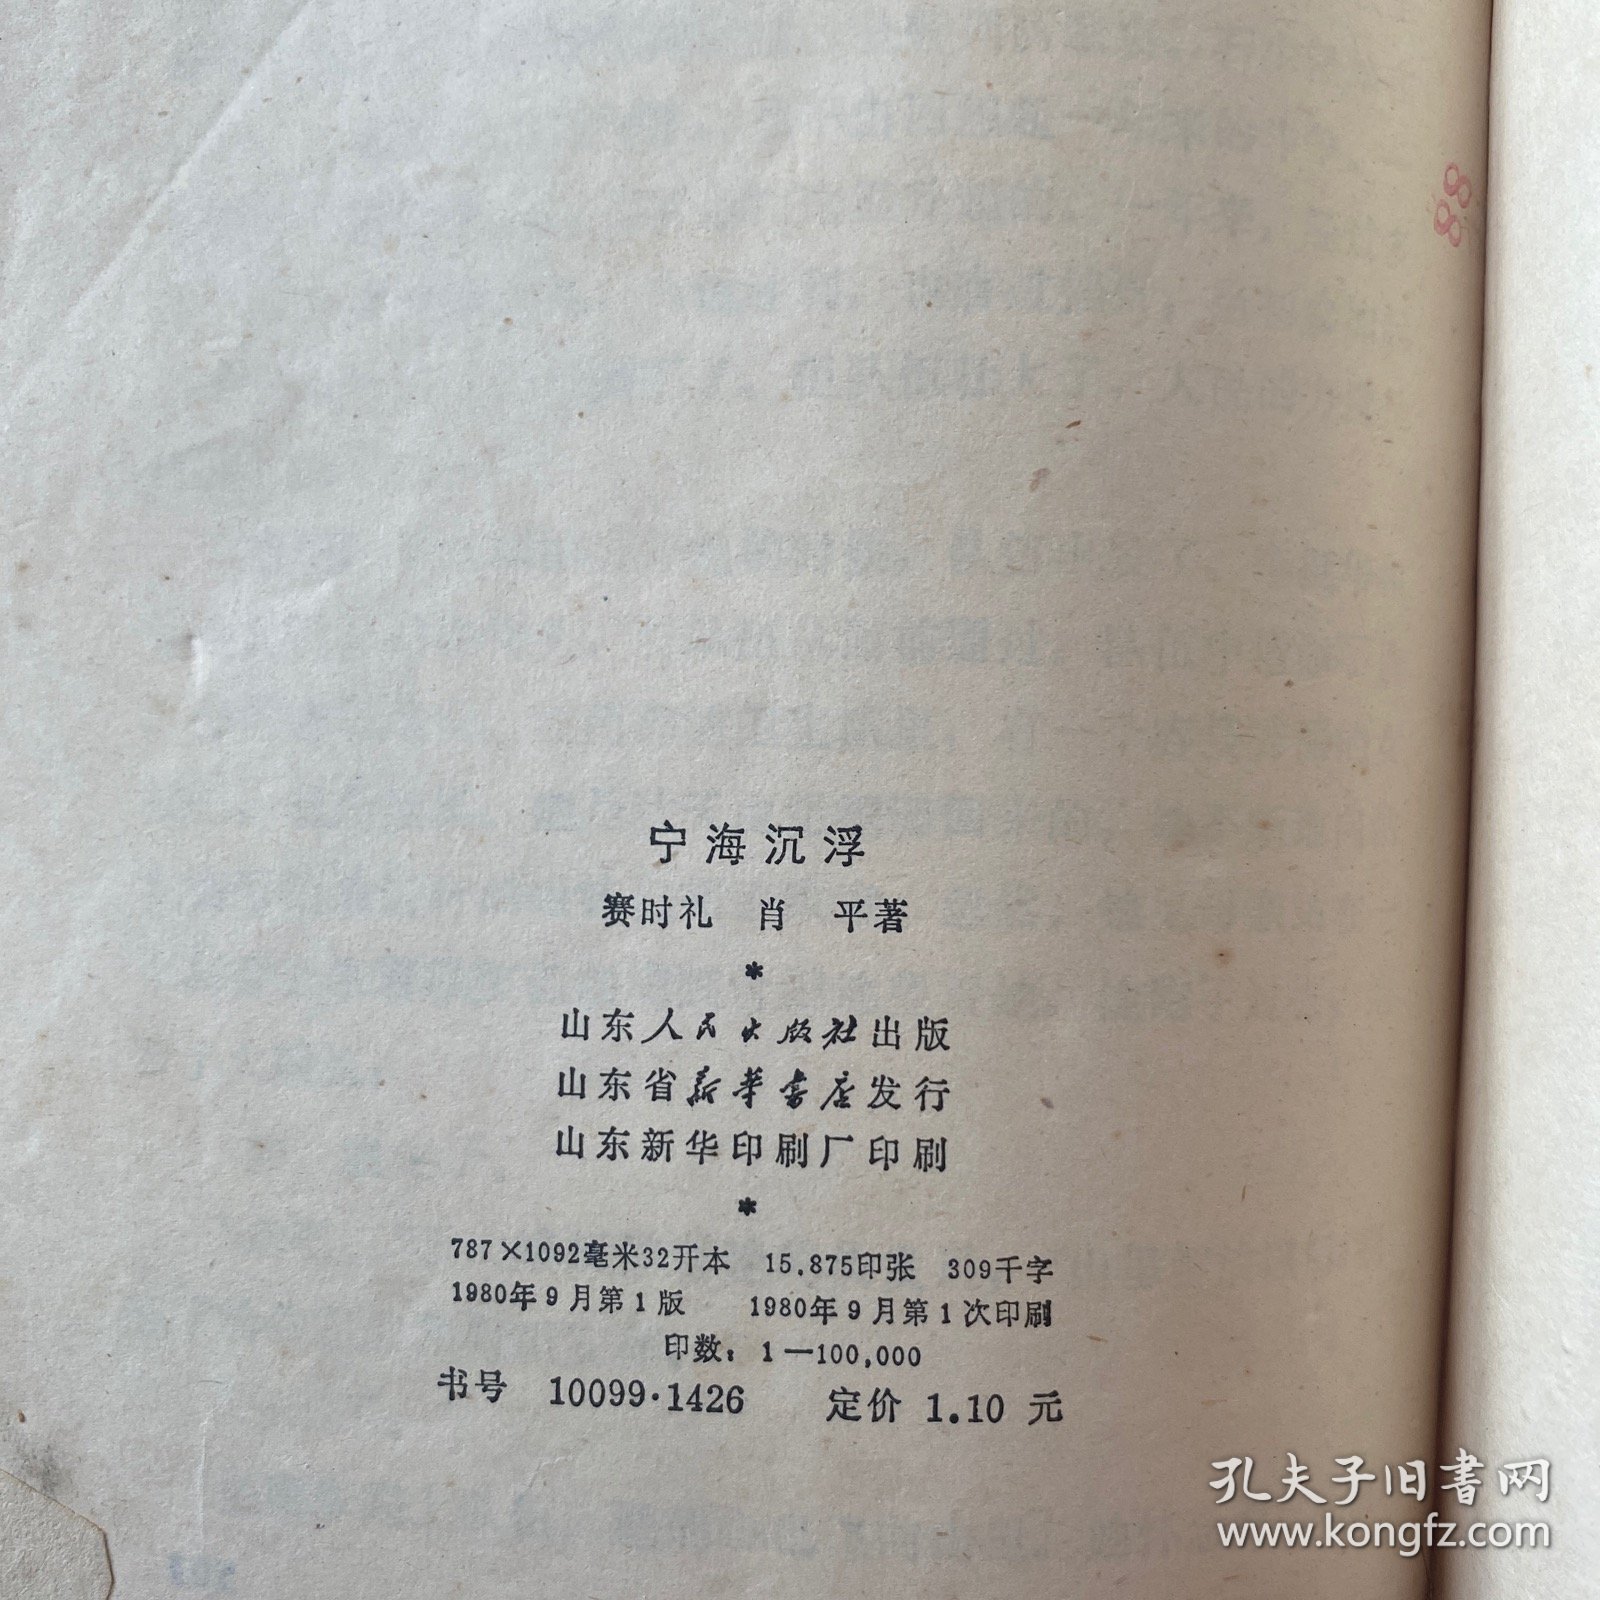 88
宁海沉浮
赛时礼 肖 平著
*
山东人民出版社出版
山东省新华书店发行
山东新华印刷厂印刷
*
787×1092毫米32开本 15.875印张 309千字
1980年9月第1版 1980年9月第1次印刷
印数：1—100,000
书号 10099·1426 定价 1.10 元
孔夫子旧书网
www.kongfz.com